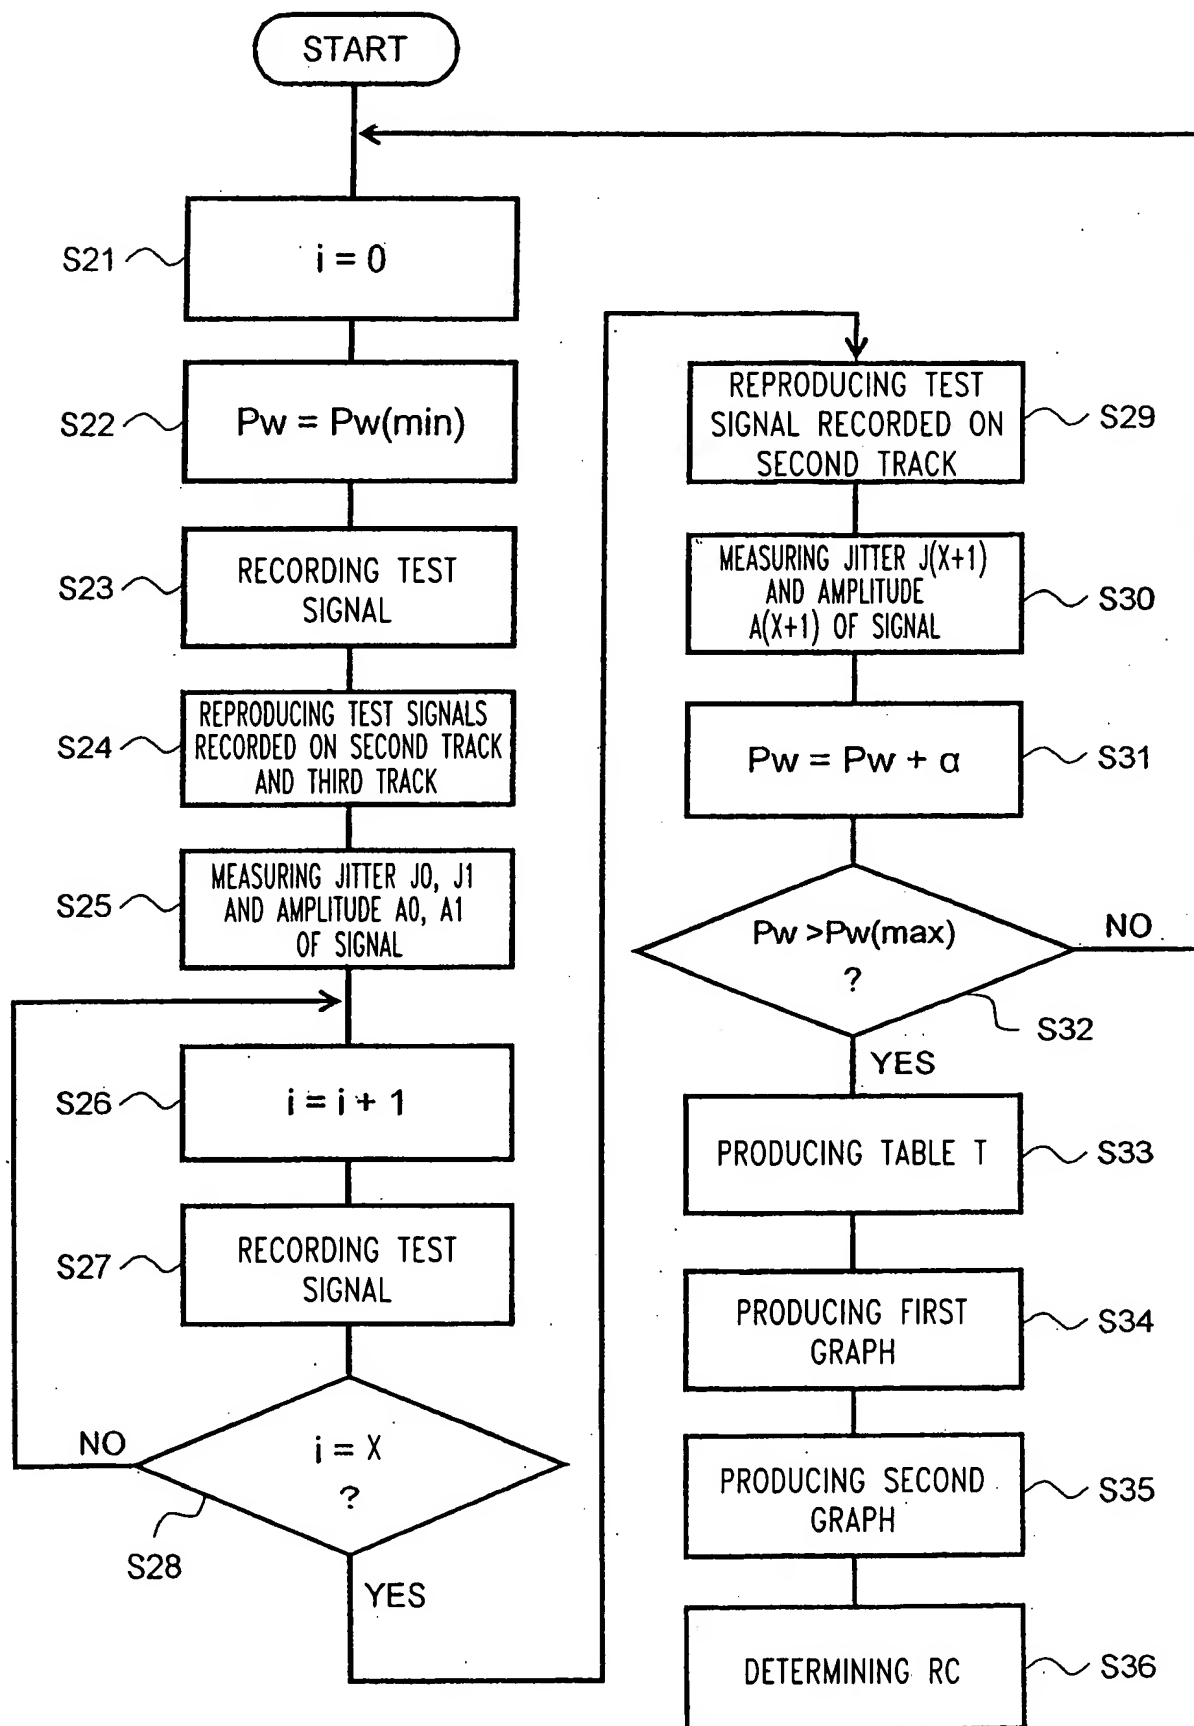 START
S21
i = 0
S22
Pw = Pw(min)
S23
RECORDING TEST
SIGNAL
S24
REPRODUCING TEST SIGNALS
RECORDED ON SECOND TRACK
AND THIRD TRACK
S25
MEASURING JITTER J0, J1
AND AMPLITUDE A0, A1
OF SIGNAL
S26
i = i + 1
S27
RECORDING TEST
SIGNAL
NO
i = X
?
S28
YES
REPRODUCING TEST
SIGNAL RECORDED ON
SECOND TRACK
S29
MEASURING JITTER J(X+1)
AND AMPLITUDE
A(X+1) OF SIGNAL
S30
Pw = Pw + α
S31
Pw >Pw(max)
?
NO
S32
YES
PRODUCING TABLE T
S33
PRODUCING FIRST
GRAPH
S34
PRODUCING SECOND
GRAPH
S35
DETERMINING RC
S36